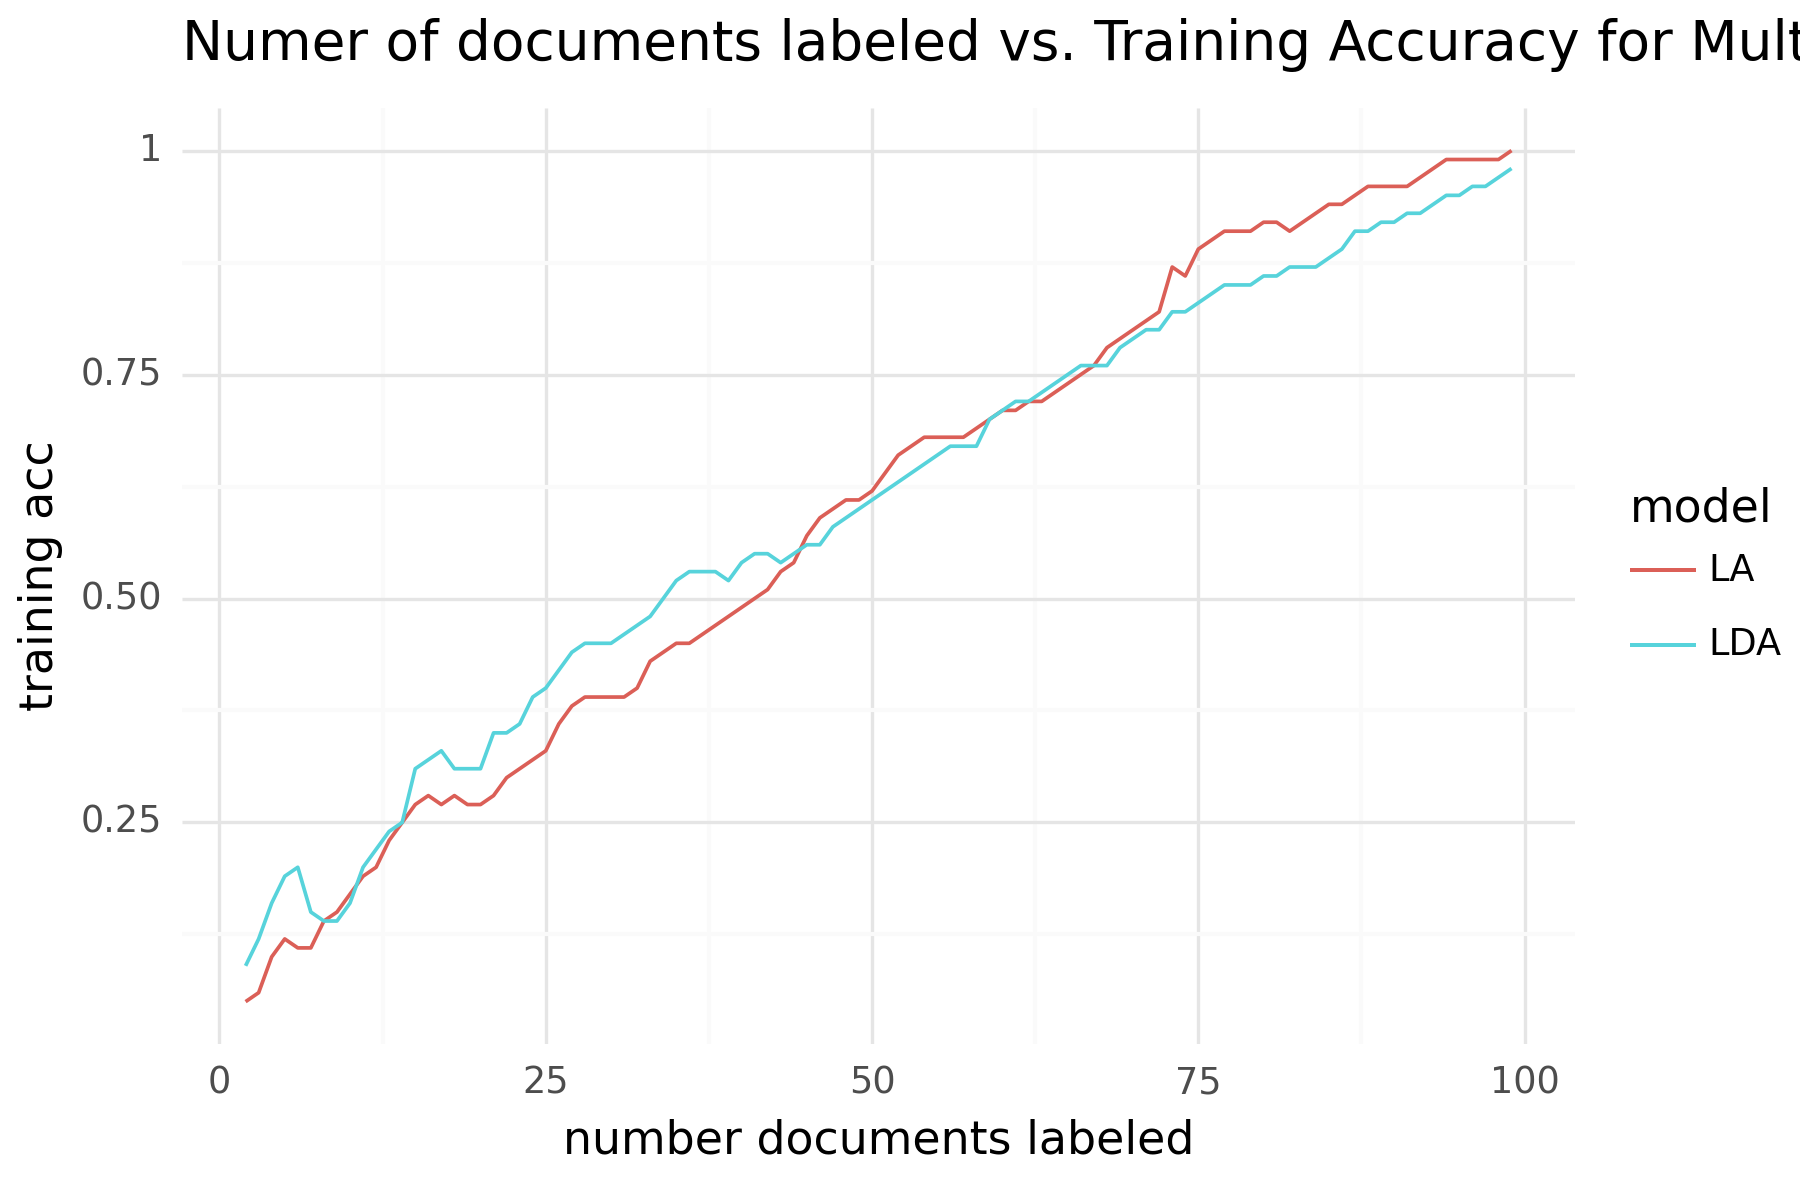 Numer of documents labeled vs. Training Accuracy for Mult
1
0.75
0.50
0.25
training acc
0 25 50 75 100
number documents labeled
model
LA
LDA